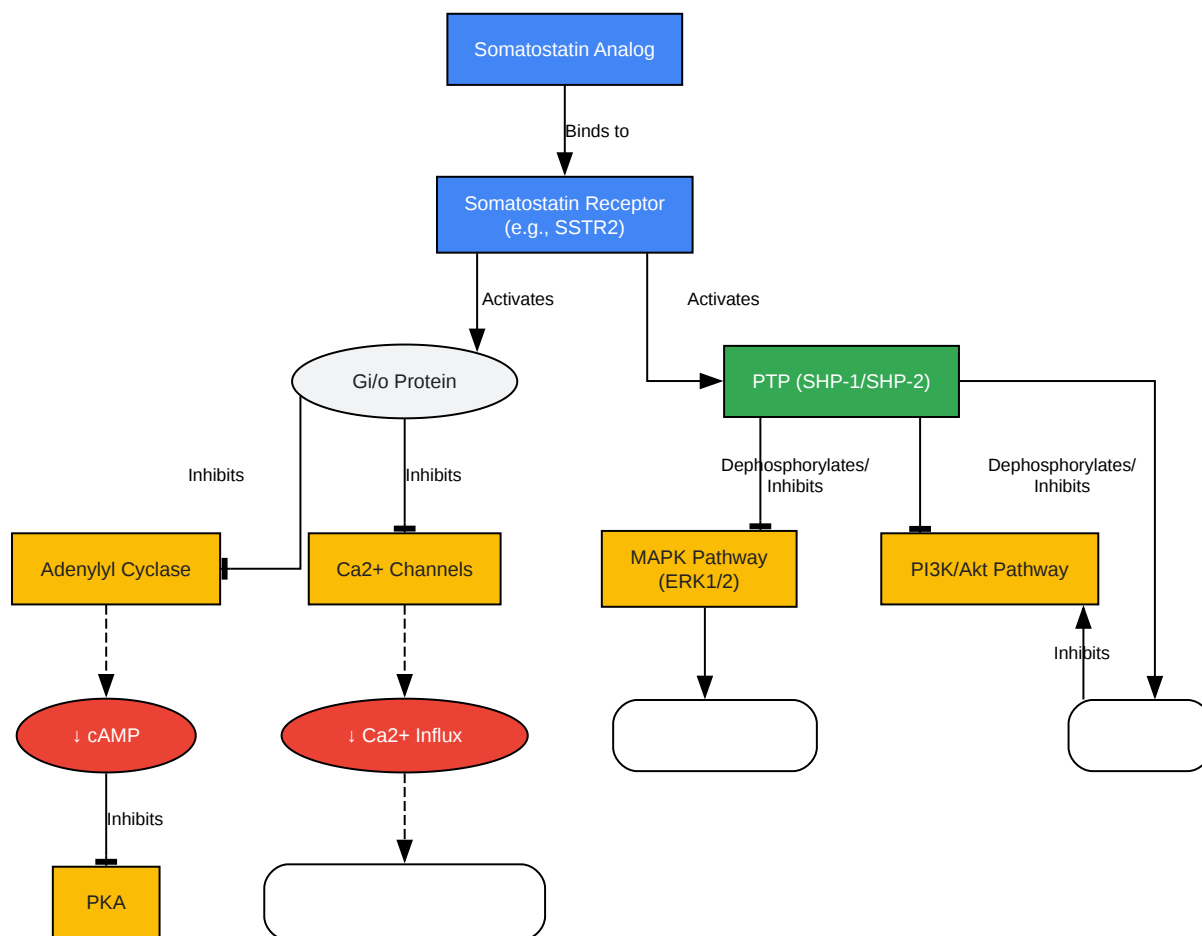 Somatostatin Analog
Binds to
Somatostatin Receptor
(e.g., SSTR2)
Activates
Activates
Gi/o Protein
PTP (SHP-1/SHP-2)
Inhibits
Inhibits
Dephosphorylates/
Inhibits
Dephosphorylates/
Inhibits
Adenylyl Cyclase
Ca2+ Channels
MAPK Pathway
(ERK1/2)
PI3K/Akt Pathway
Inhibits
↓ cAMP
↓ Ca2+ Influx
Inhibits
PKA